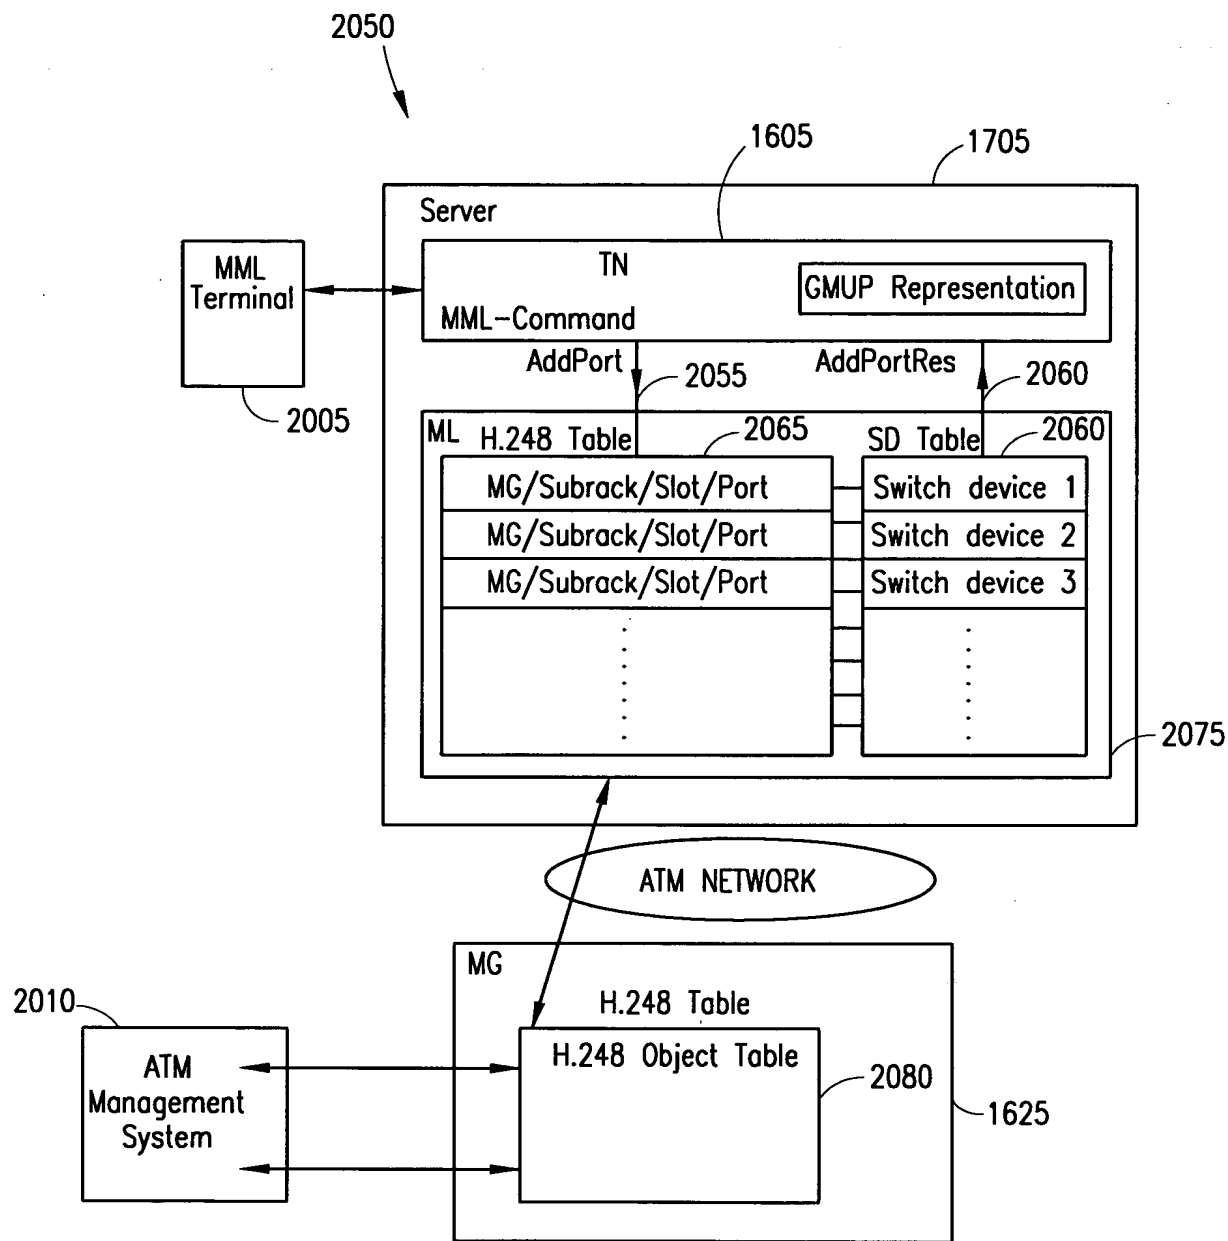 2050
1605
1705
Server
MML
Terminal
TN
GMUP Representation
MML-Command
AddPort
AddPortRes
2005
2055
2060
ML
H.248 Table
2065
SD Table
2060
MG/Subrack/Slot/Port
Switch device 1
MG/Subrack/Slot/Port
Switch device 2
MG/Subrack/Slot/Port
Switch device 3
2075
ATM NETWORK
MG
2010
H.248 Table
H.248 Object Table
ATM
Management
System
2080
1625